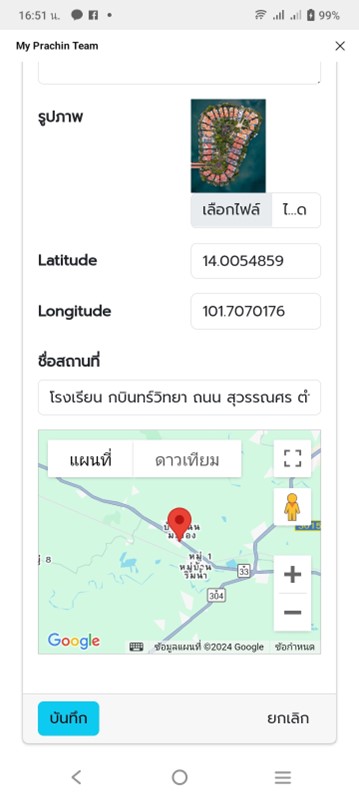 16:51 น.
99%
My Prachin Team
รูปภาพ
เลือกไฟล์ ไ...ด
Latitude
14.0054859
Longitude
101.7070176
ชื่อสถานที่
โรงเรียน กบินทร์วิทยา ถนน สุวรรณศร ตำ
แผนที่ ดาวเทียม
หมู่ 1
หมู่บ้าน
ริมน้ำ
33
304
Google
ข้อมูลแผนที่ ©2024 Google
ข้อกำหนด
บันทึก
ยกเลิก